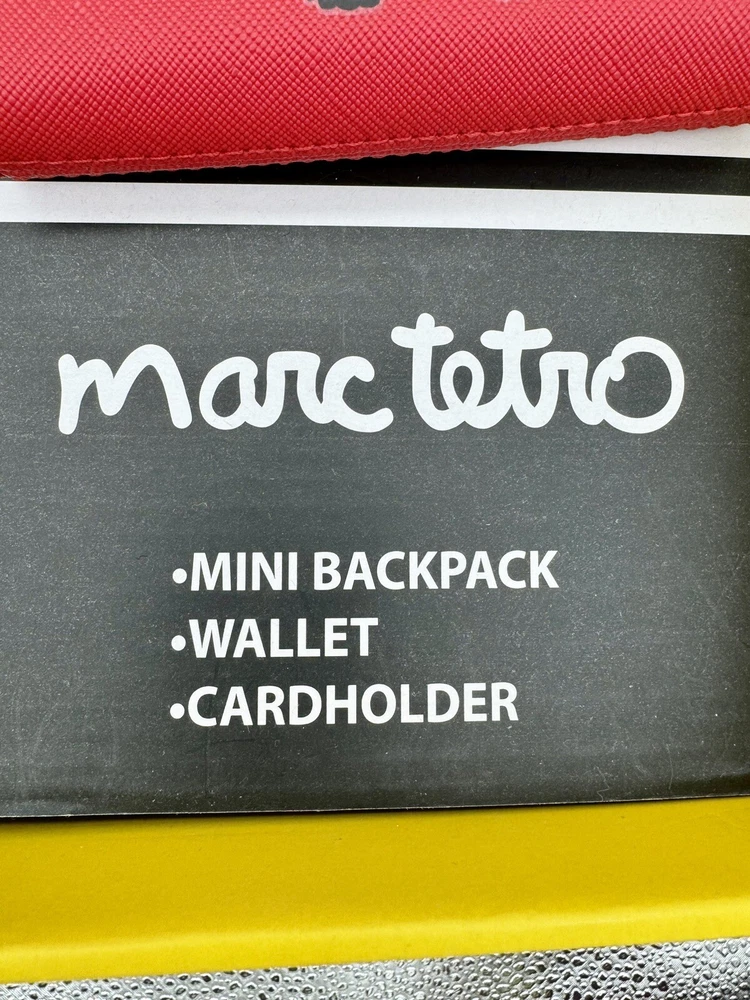 marc tetro
•MINI BACKPACK
•WALLET
•CARDHOLDER